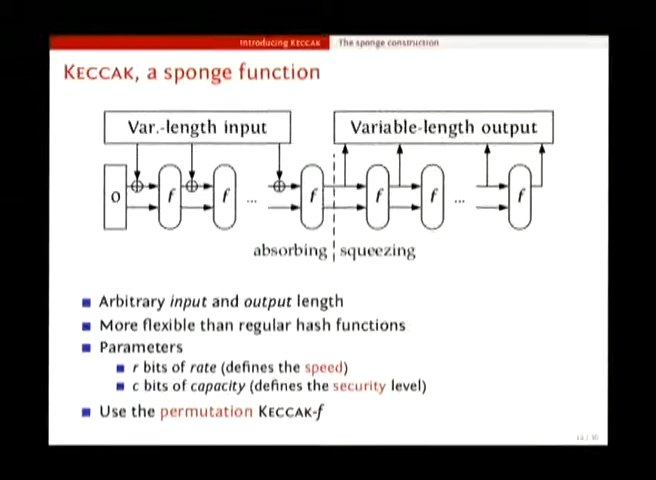 Introducing KECCAK The sponge construction
KECCAK, a sponge function
Var.-length input Variable-length output
0 f f ... f f f ... f
absorbing squeezing
Arbitrary input and output length
More flexible than regular hash functions
Parameters
r bits of rate (defines the speed)
c bits of capacity (defines the security level)
Use the permutation KECCAK-f